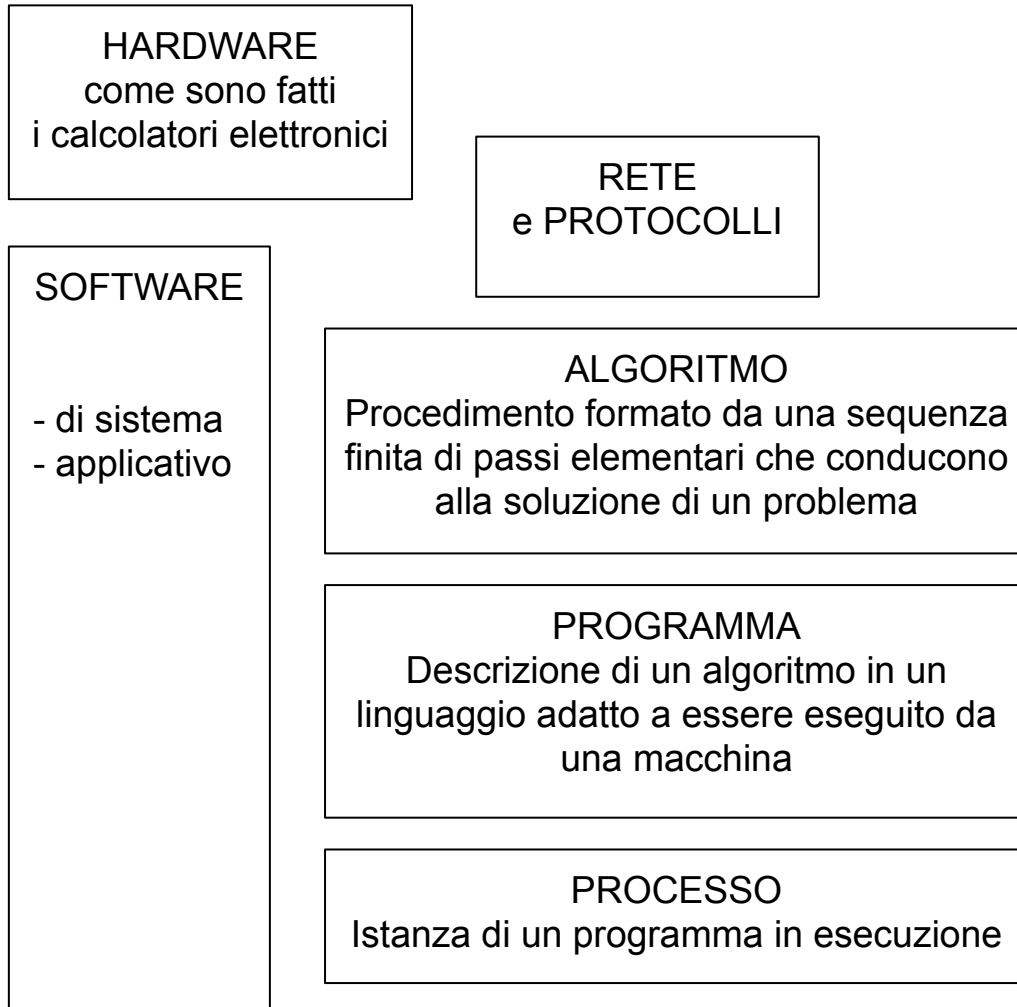 HARDWARE
come sono fatti
i calcolatori elettronici
RETE
e PROTOCOLLI
SOFTWARE
- di sistema
- applicativo
ALGORITMO
Procedimento formato da una sequenza
finita di passi elementari che conducono
alla soluzione di un problema
PROGRAMMA
Descrizione di un algoritmo in un
linguaggio adatto a essere eseguito da
una macchina
PROCESSO
Istanza di un programma in esecuzione